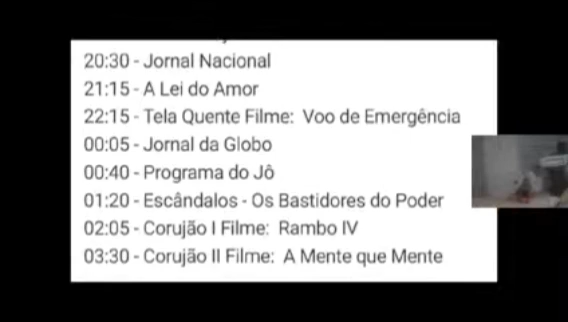 20:30 - Jornal Nacional
21:15 - A Lei do Amor
22:15 - Tela Quente Filme: Voo de Emergência
00:05 - Jornal da Globo
00:40 - Programa do Jô
01:20 - Escândalos - Os Bastidores do Poder
02:05 - Corujão I Filme: Rambo IV
03:30 - Corujão II Filme: A Mente que Mente